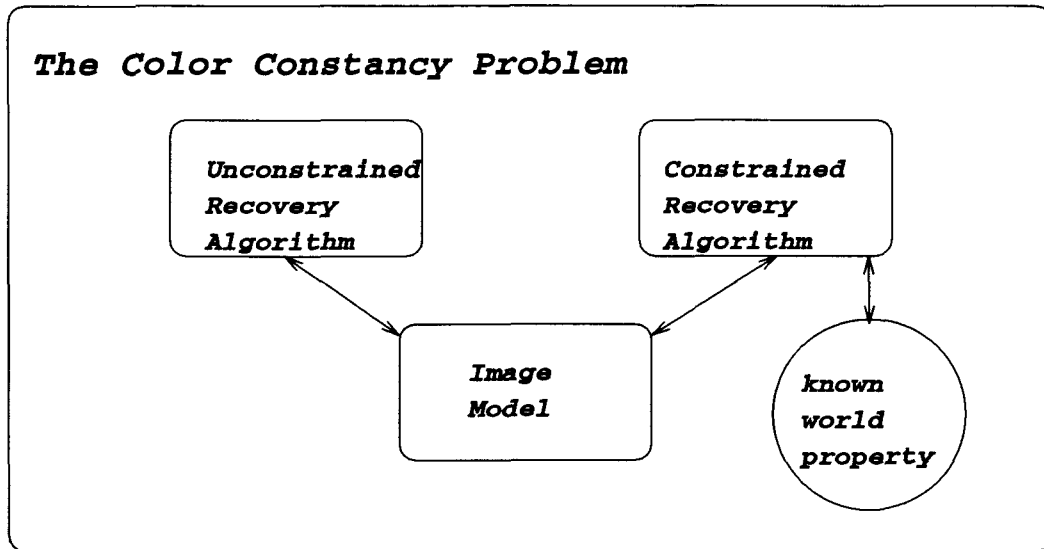 The Color Constancy Problem
Unconstrained
Recovery
Algorithm
Constrained
Recovery
Algorithm
Image
Model
known
world
property